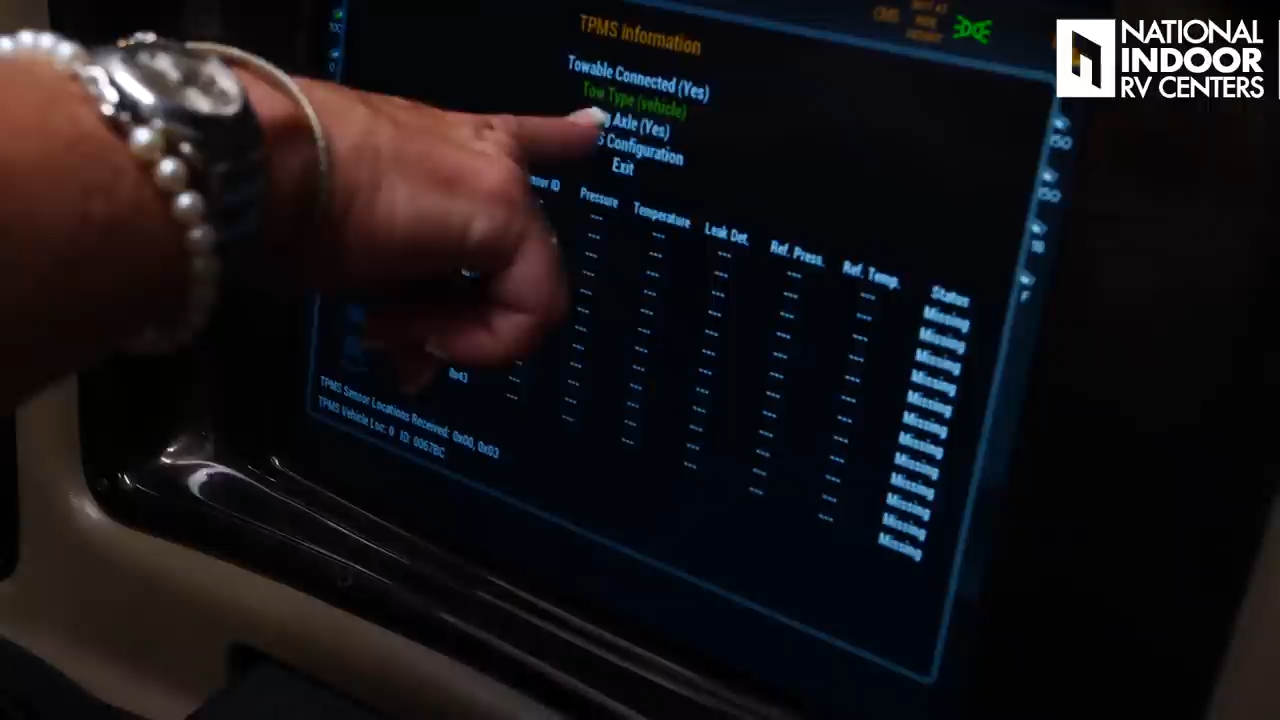 NATIONAL
INDOOR
RV CENTERS
TPMS Information
Towable Connected (Yes)
Tow Type (vehicle)
Axle (Yes)
Configuration
Exit
ID Pressure Temperature Leak Det. Ref. Press. Ref. Temp. Status
--- --- --- --- --- Missing
--- --- --- --- --- Missing
--- --- --- --- --- Missing
--- --- --- --- --- Missing
--- --- --- --- --- Missing
--- --- --- --- --- Missing
--- --- --- --- --- Missing
--- --- --- --- --- Missing
--- --- --- --- --- Missing
--- --- --- --- --- Missing
--- --- --- --- --- Missing
0x43 --- --- --- --- --- --- Missing
TPMS Sensor Locations Received: 0x00, 0x03
TPMS Vehicle Loc: 0 ID: 0057BC